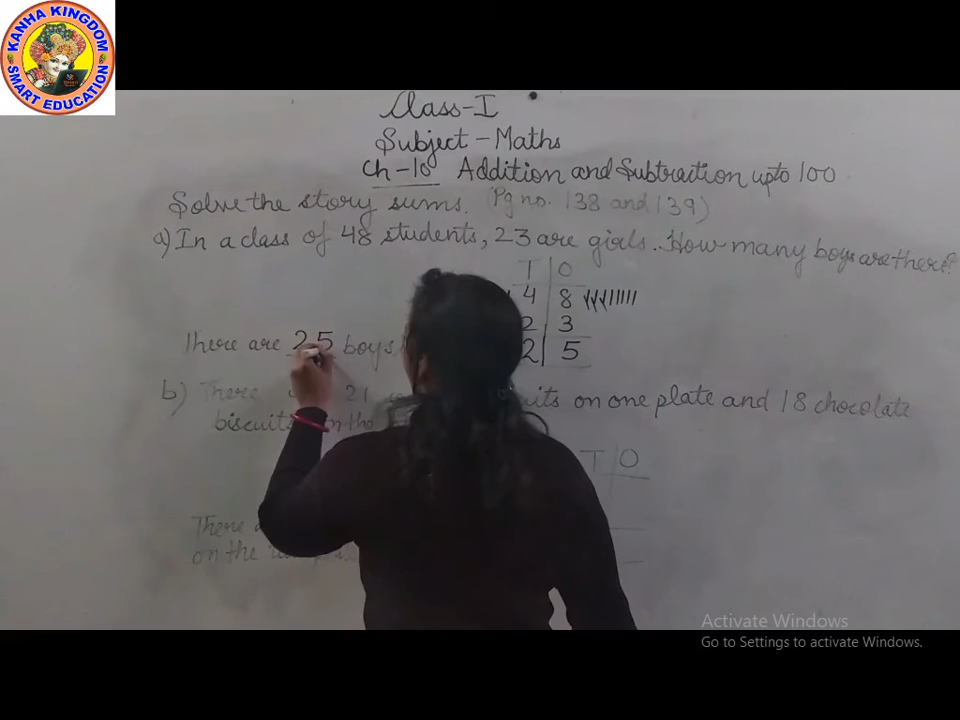 KANHA KINGDOM
SMART EDUCATION
Class-I
Subject - Maths
Ch-10 Addition and Subtraction upto 100
Solve the story sums. (Pg no. 138 and 139)
a) In a class of 48 students, 23 are girls. How many boys are there?
T O
4 8
2 3
There are 25 boys
2 5
b) There 21 on one plate and 18 chocolate
biscuits
T O
There
on the
Activate Windows
Go to Settings to activate Windows.